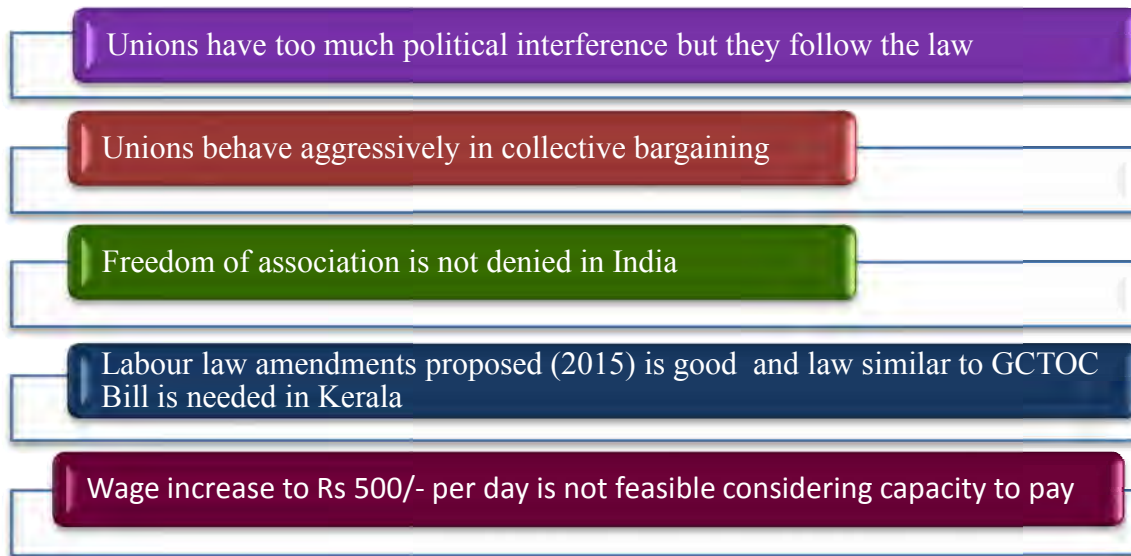 Unions have too much political interference but they follow the law
Unions behave aggressively in collective bargaining
Freedom of association is not denied in India
Labour law amendments proposed (2015) is good and law similar to GCTOC
Bill is needed in Kerala
Wage increase to Rs 500/- per day is not feasible considering capacity to pay